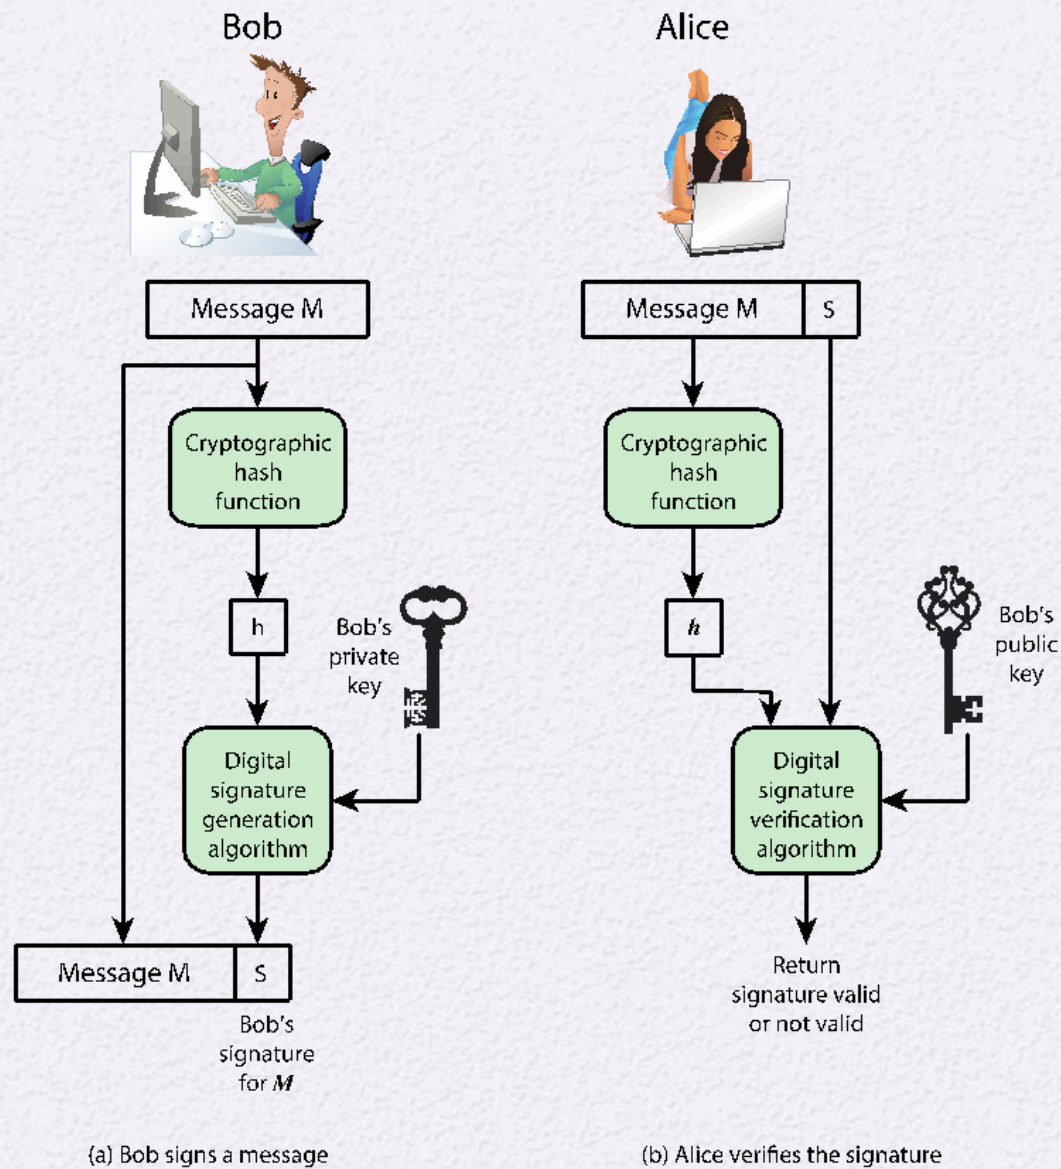 Bob
Message M
Cryptographic
hash
function
h
Bob's
private
key
Digital
signature
generation
algorithm
Message M
S
Bob's
signature
for M
(a) Bob signs a message
Alice
Message M
S
Cryptographic
hash
function
h
Bob's
public
key
Digital
signature
verification
algorithm
Return
signature valid
or not valid
(b) Alice verifies the signature